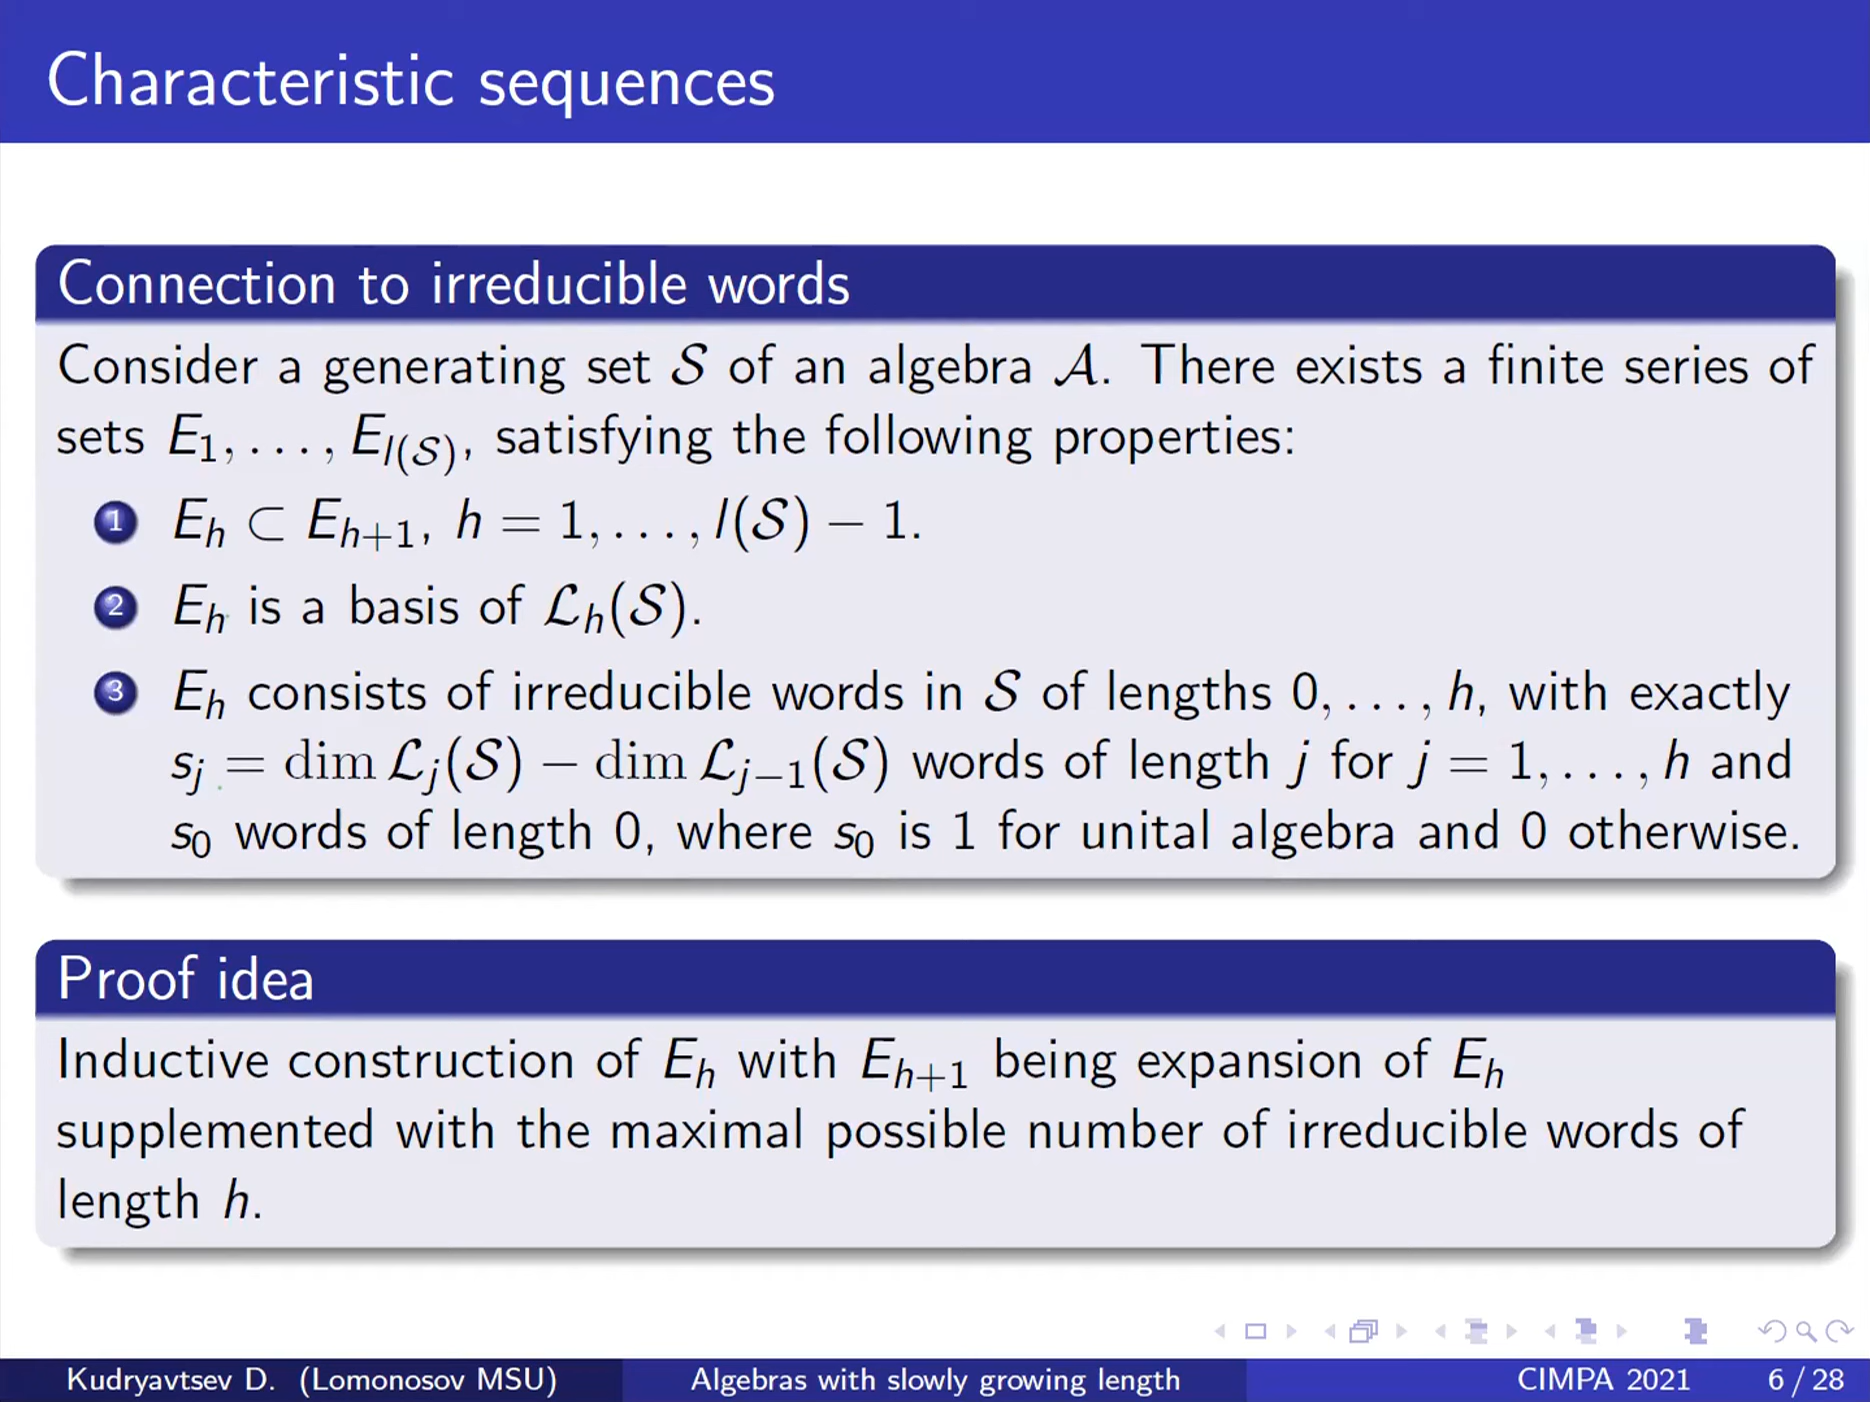 Characteristic sequences
Connection to irreducible words
Consider a generating set 𝒮 of an algebra 𝒜. There exists a finite series of
sets E₁, . . . , E_{l(𝒮)}, satisfying the following properties:
1 E_h ⊂ E_{h+1}, h = 1, . . . , l(𝒮) − 1.
2 E_h is a basis of ℒ_h(𝒮).
3 E_h consists of irreducible words in 𝒮 of lengths 0, . . . , h, with exactly
s_j = dim ℒ_j(𝒮) − dim ℒ_{j−1}(𝒮) words of length j for j = 1, . . . , h and
s₀ words of length 0, where s₀ is 1 for unital algebra and 0 otherwise.
Proof idea
Inductive construction of E_h with E_{h+1} being expansion of E_h
supplemented with the maximal possible number of irreducible words of
length h.
Kudryavtsev D. (Lomonosov MSU) Algebras with slowly growing length CIMPA 2021 6 / 28